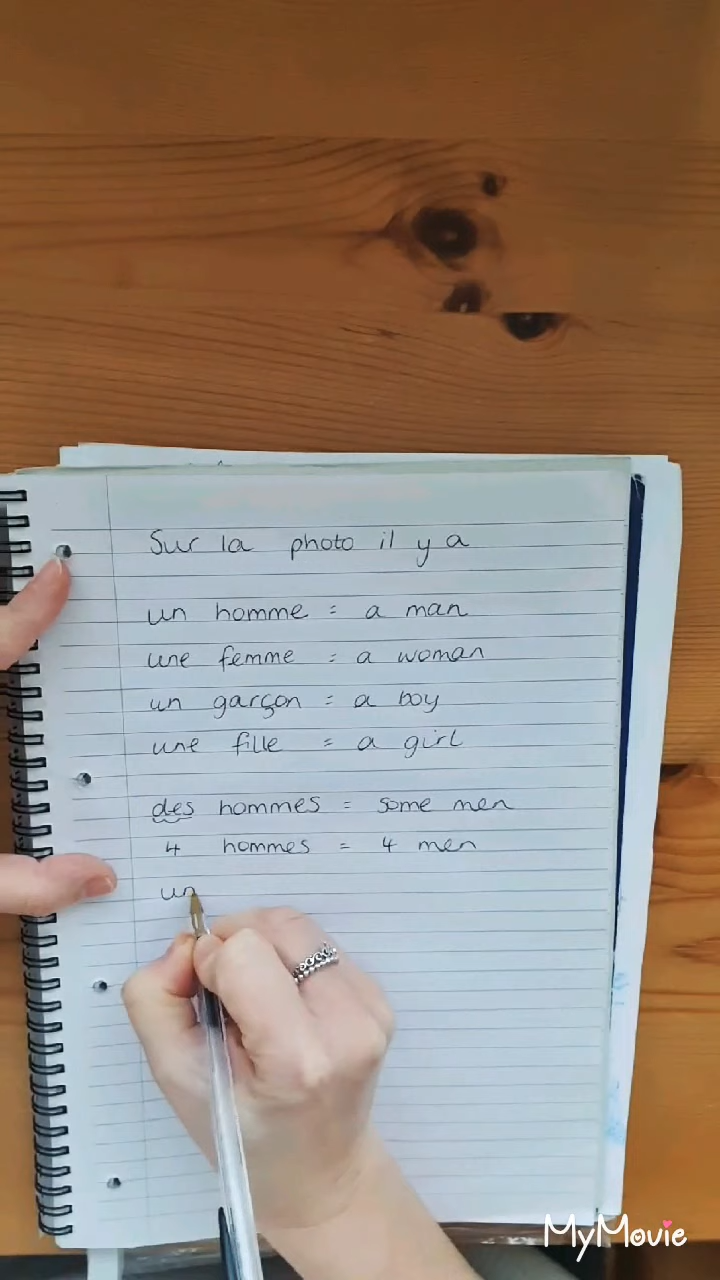 Sur la photo il y a
un homme = a man
une femme = a woman
un garçon = a boy
une fille = a girl
des hommes = some men
4 hommes = 4 men
un
MyMovie